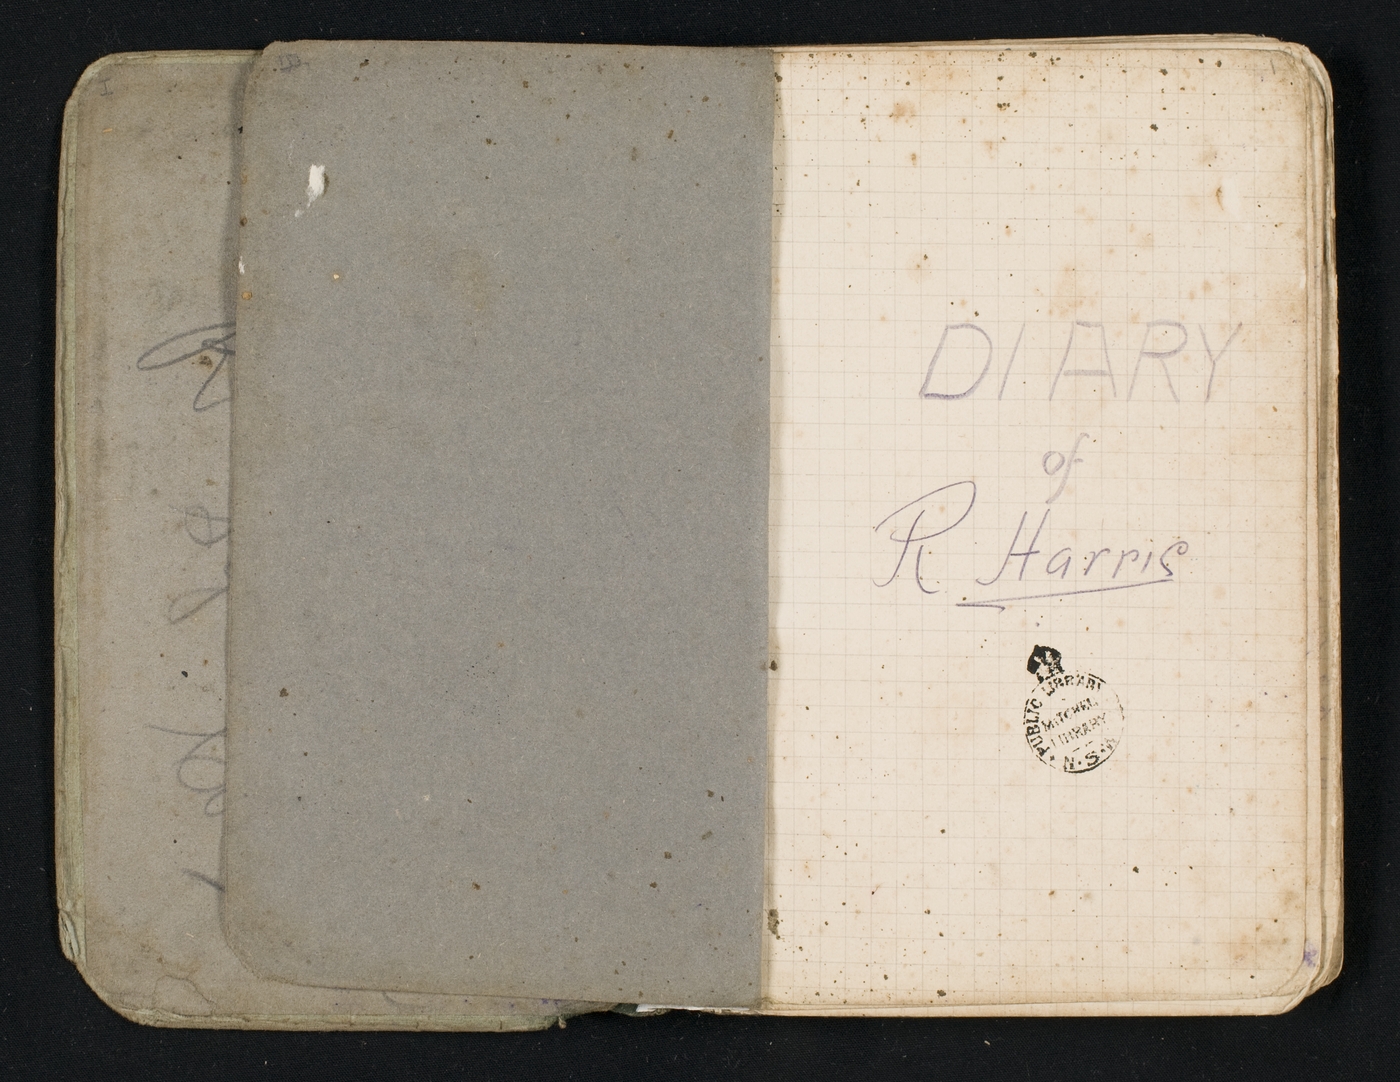 DIARY
of
R Harris
PUBLIC LIBRARY
MITCHELL
LIBRARY
N.S.W.